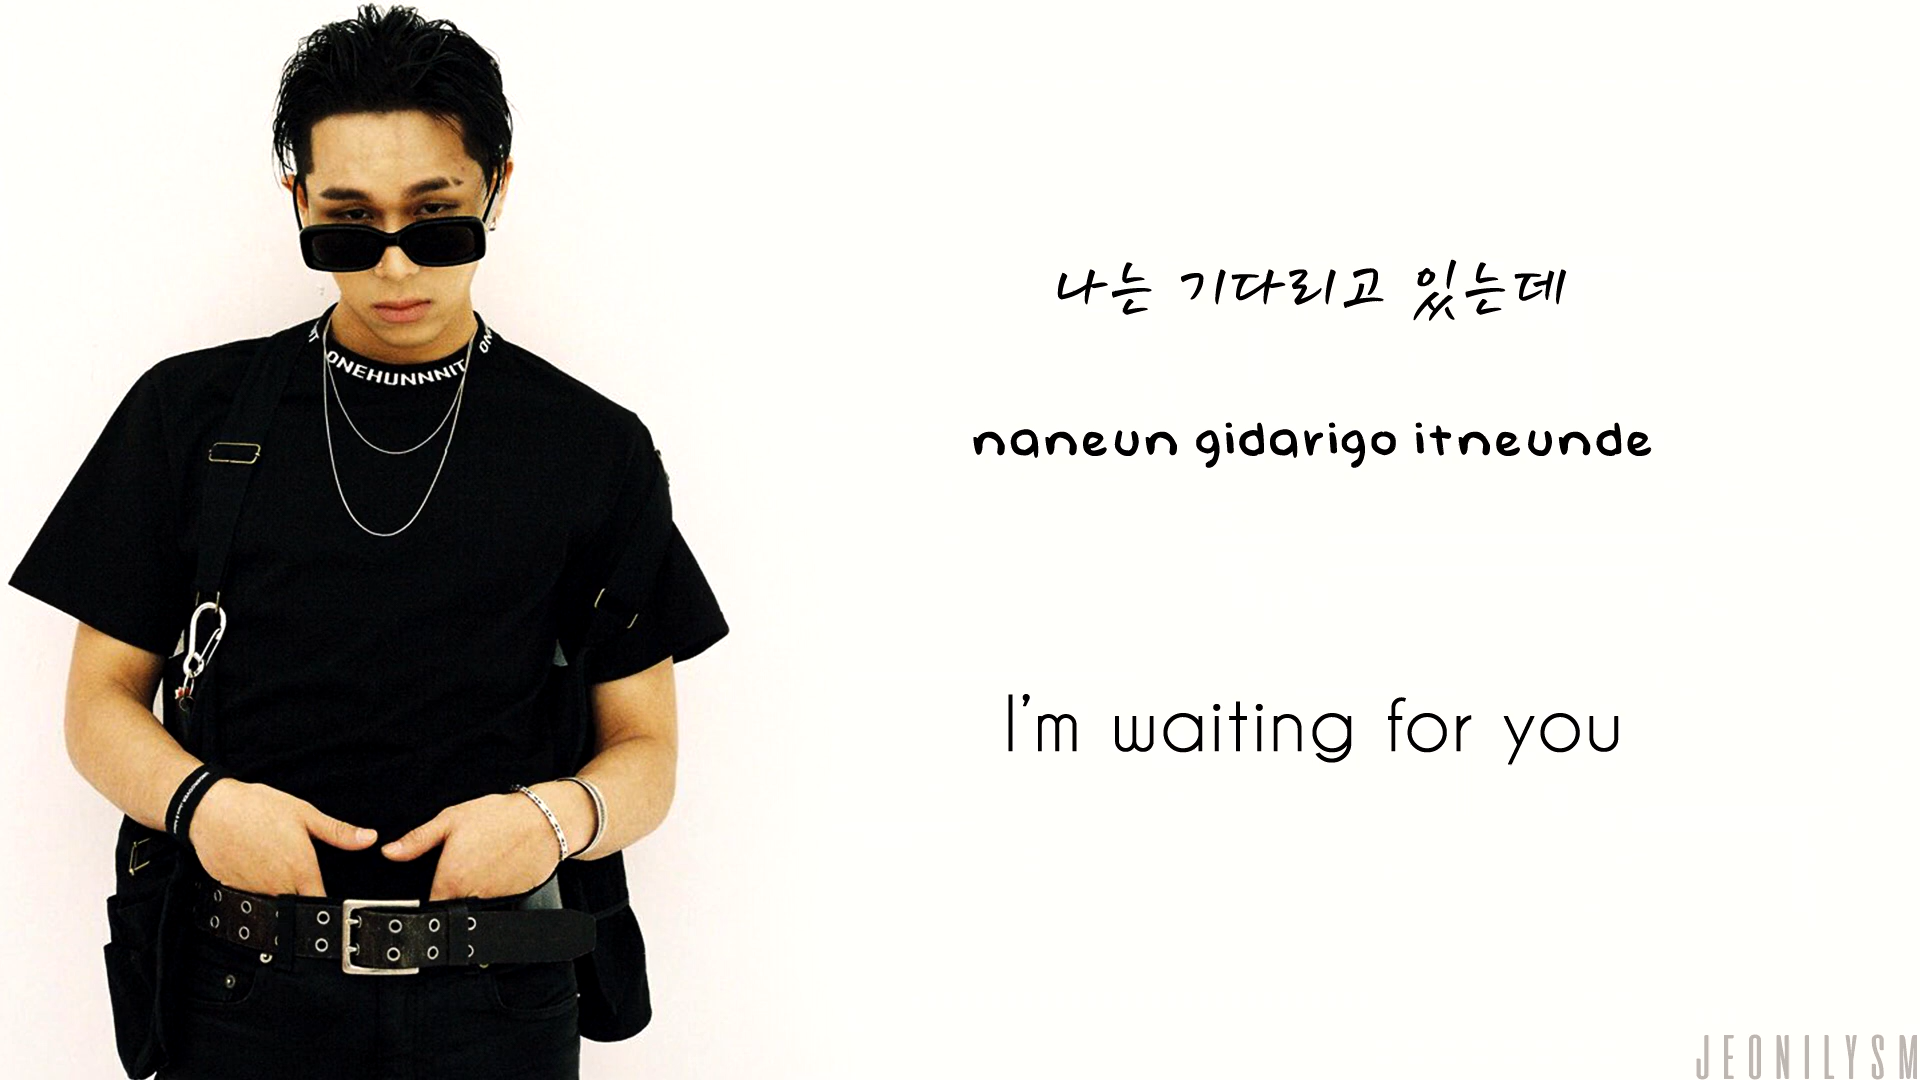 ONEHUNNNIT
나는 기다리고 있는데
naneun gidarigo itneunde
I'm waiting for you
JEONILYSM